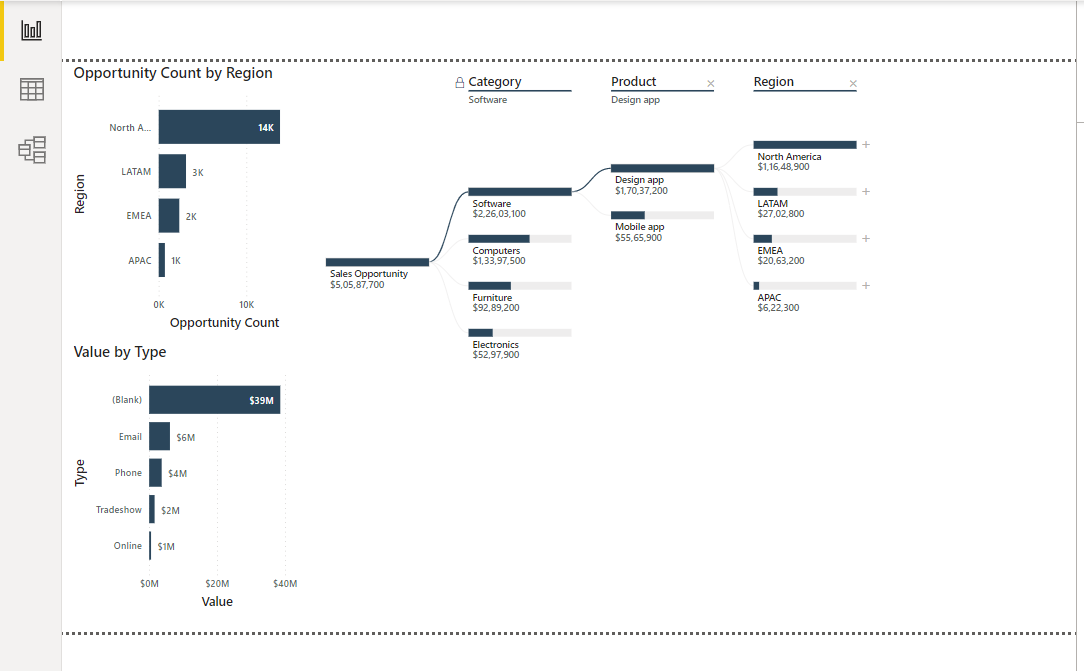 Opportunity Count by Region
North A...
14K
LATAM
3K
EMEA
2K
APAC
1K
Region
0K
10K
Opportunity Count
Value by Type
(Blank)
$39M
Email
$6M
Phone
$4M
Tradeshow
$2M
Online
$1M
Type
$0M
$20M
$40M
Value
Sales Opportunity
$5,05,87,700
Category
Software
Software
$2,26,03,100
Computers
$1,33,97,500
Furniture
$92,89,200
Electronics
$52,97,900
Product
Design app
Design app
$1,70,37,200
Mobile app
$55,65,900
Region
North America
$1,16,48,900
LATAM
$27,02,800
EMEA
$20,63,200
APAC
$6,22,300